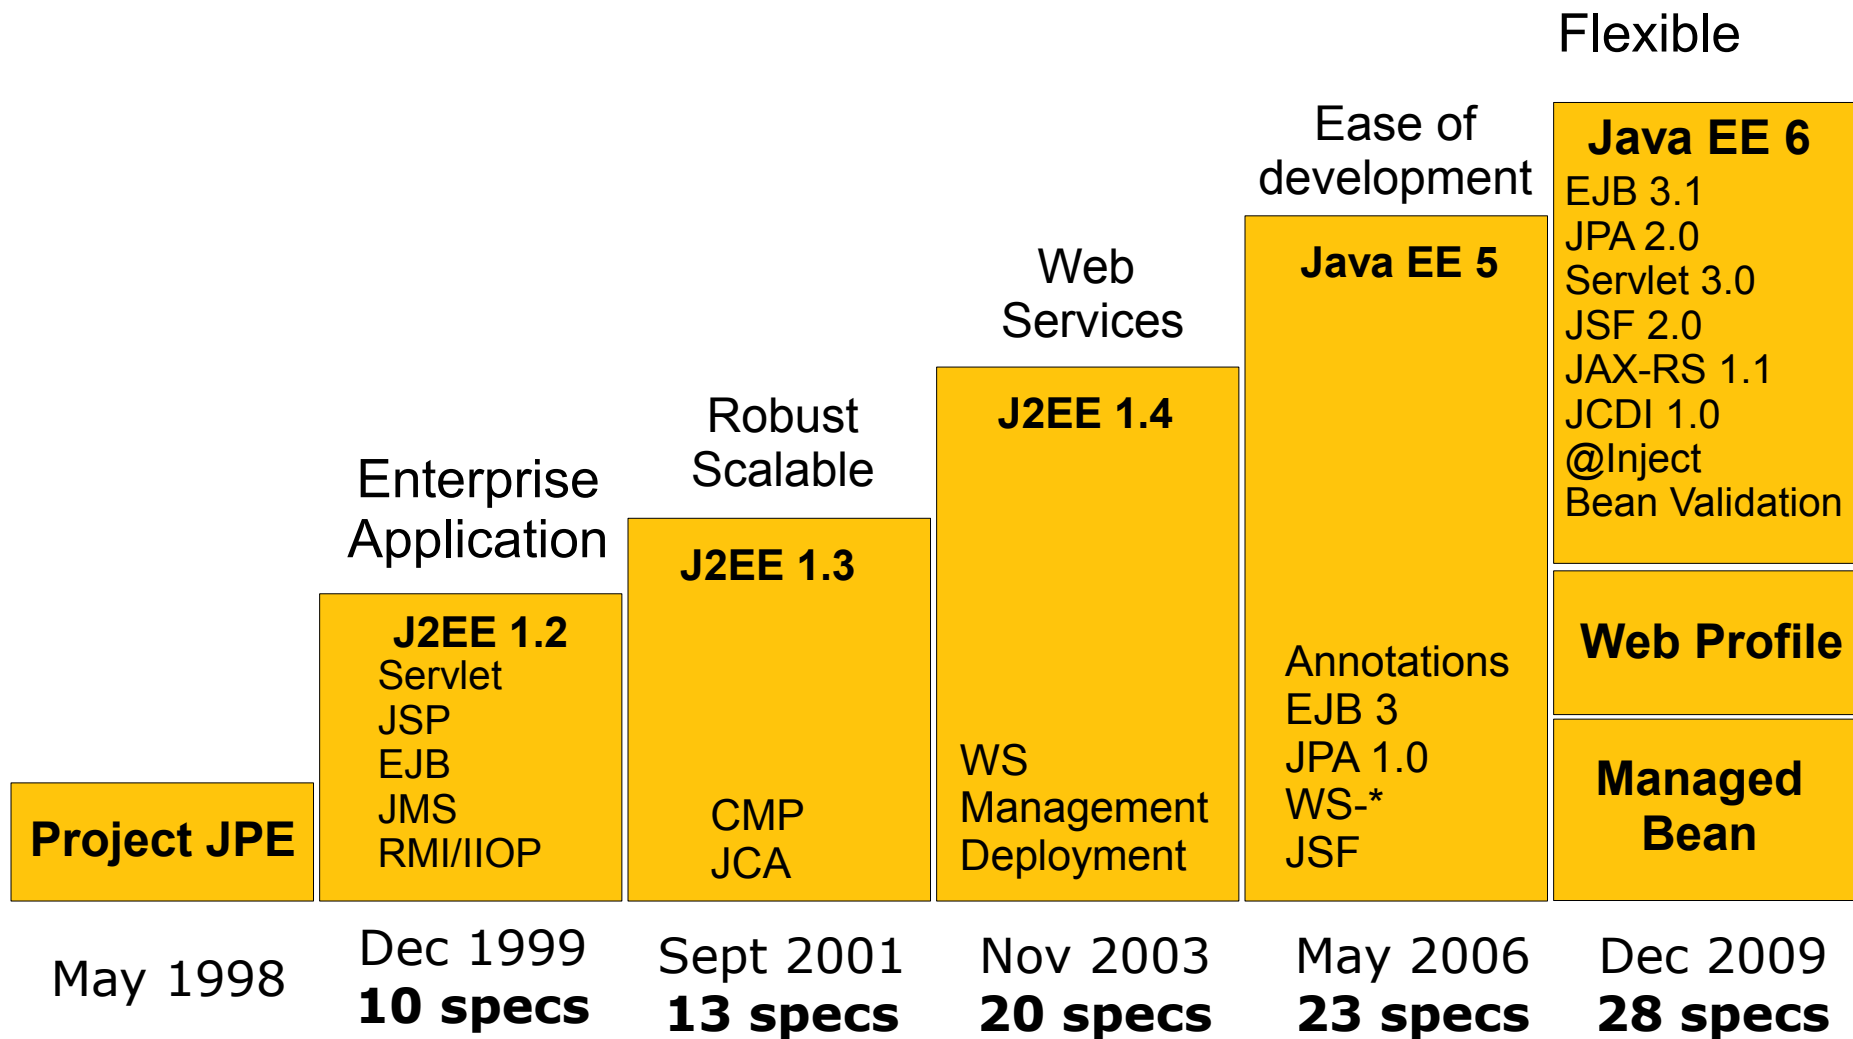 Project JPE
May 1998
Enterprise
Application
J2EE 1.2
Servlet
JSP
EJB
JMS
RMI/IIOP
Dec 1999
10 specs
Robust
Scalable
J2EE 1.3
CMP
JCA
Sept 2001
13 specs
Web
Services
J2EE 1.4
WS
Management
Deployment
Nov 2003
20 specs
Ease of
development
Java EE 5
Annotations
EJB 3
JPA 1.0
WS-*
JSF
May 2006
23 specs
Flexible
Java EE 6
EJB 3.1
JPA 2.0
Servlet 3.0
JSF 2.0
JAX-RS 1.1
JCDI 1.0
@Inject
Bean Validation
Web Profile
Managed
Bean
Dec 2009
28 specs